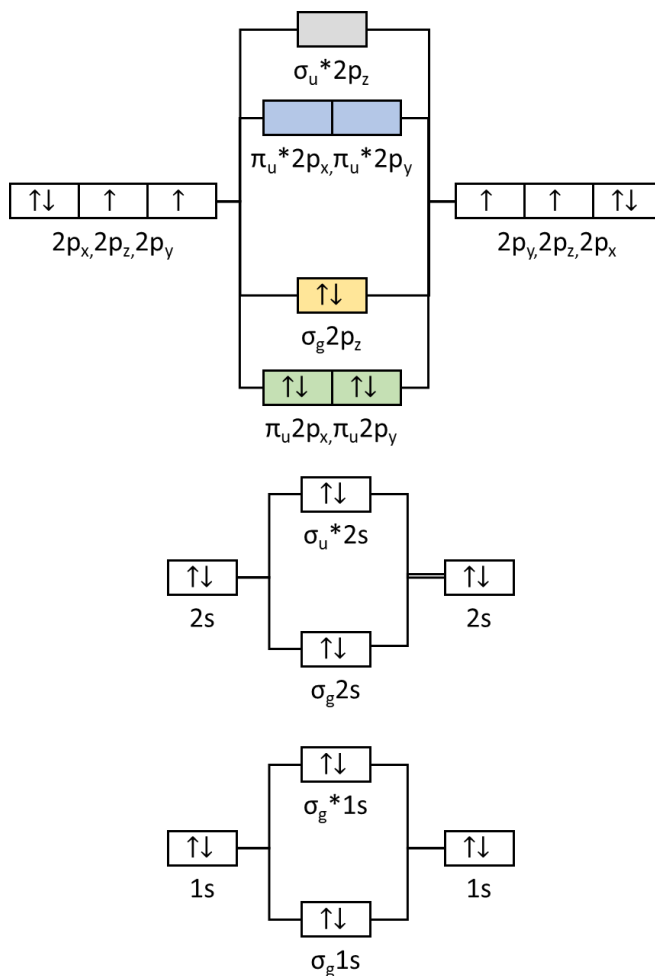 σu*2pz
πu*2px,πu*2py
↑↓ ↑ ↑
2px,2pz,2py
↑ ↑ ↑↓
2py,2pz,2px
↑↓
σg2pz
↑↓ ↑↓
πu2px,πu2py
↑↓
σu*2s
↑↓
2s
↑↓
2s
↑↓
σg2s
↑↓
σg*1s
↑↓
1s
↑↓
1s
↑↓
σg1s